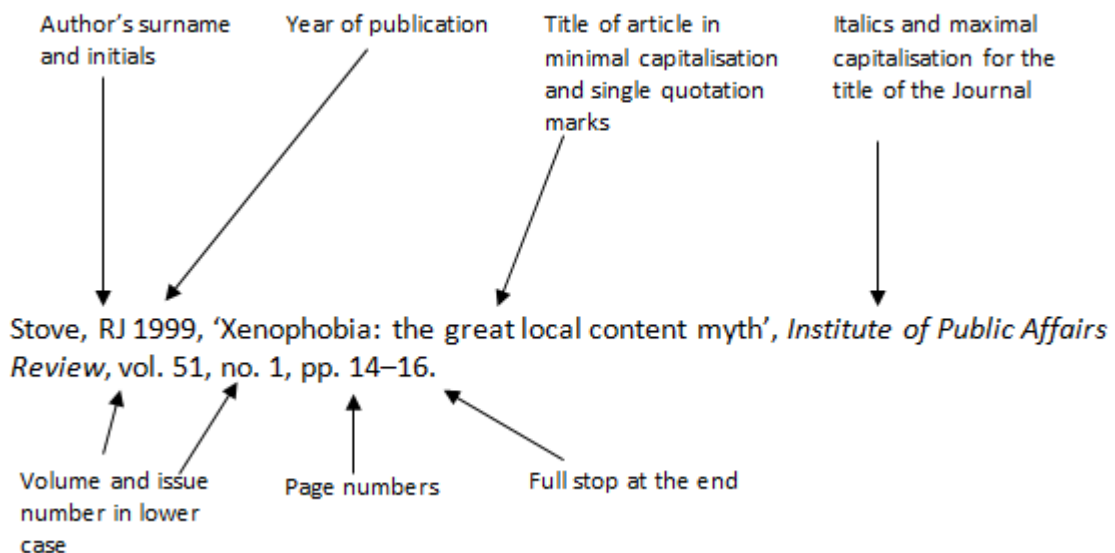 Author's surname
and initials
Year of publication
Title of article in
minimal capitalisation
and single quotation
marks
Italics and maximal
capitalisation for the
title of the Journal
Stove, RJ 1999, ‘Xenophobia: the great local content myth’, Institute of Public Affairs
Review, vol. 51, no. 1, pp. 14–16.
Volume and issue
number in lower
case
Page numbers
Full stop at the end